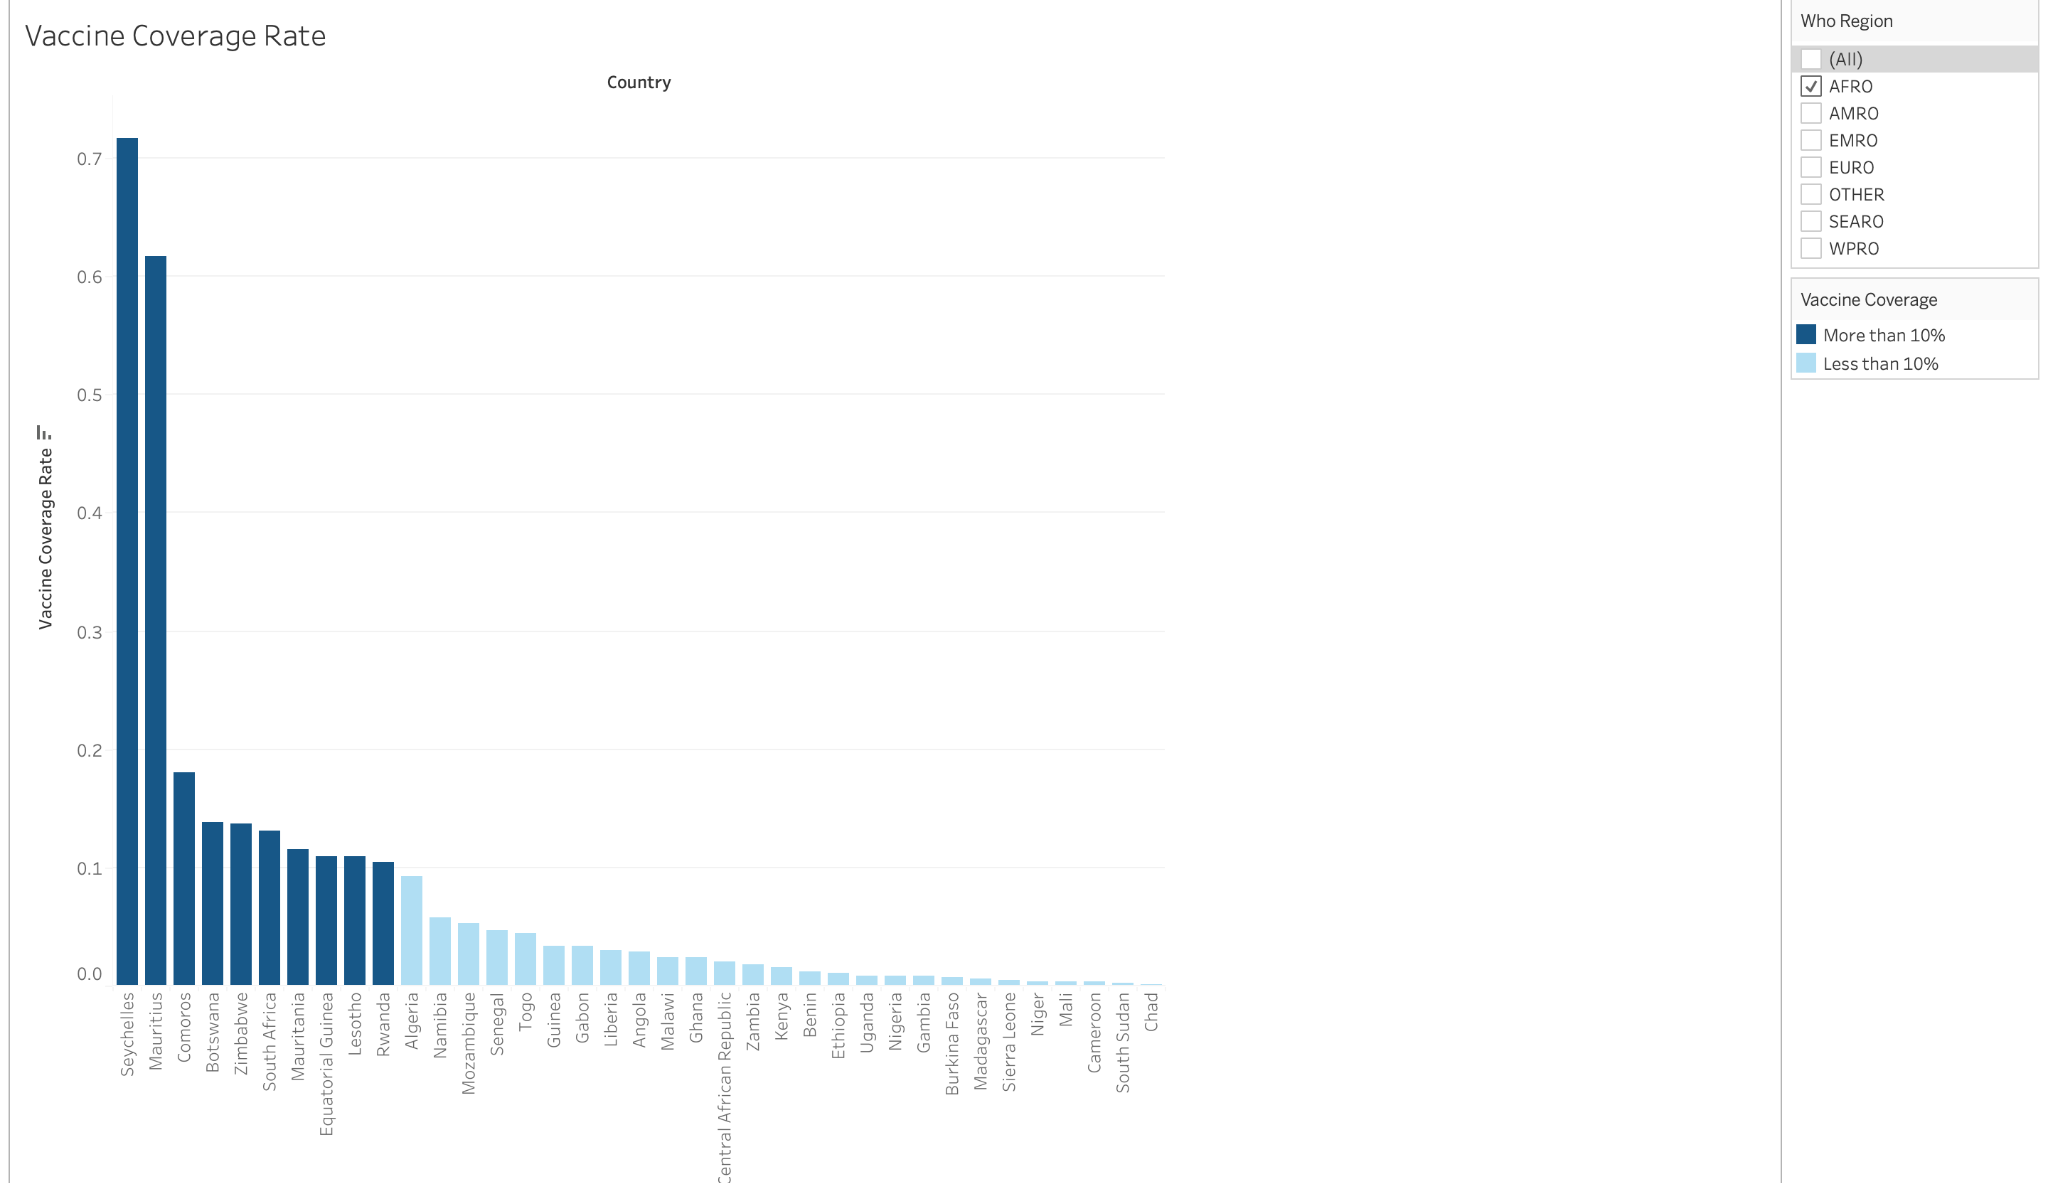 Vaccine Coverage Rate
Country
Vaccine Coverage Rate
0.7
0.6
0.5
0.4
0.3
0.2
0.1
0.0
Seychelles
Mauritius
Comoros
Botswana
Zimbabwe
South Africa
Mauritania
Equatorial Guinea
Lesotho
Rwanda
Algeria
Namibia
Mozambique
Senegal
Togo
Guinea
Gabon
Liberia
Angola
Malawi
Ghana
Central African Republic
Zambia
Kenya
Benin
Ethiopia
Uganda
Nigeria
Gambia
Burkina Faso
Madagascar
Sierra Leone
Niger
Mali
Cameroon
South Sudan
Chad
Who Region
(All)
AFRO
AMRO
EMRO
EURO
OTHER
SEARO
WPRO
Vaccine Coverage
More than 10%
Less than 10%